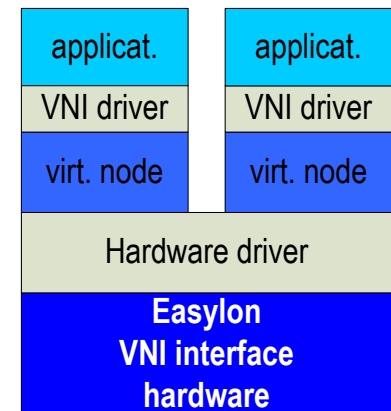 applicat. applicat.
VNI driver VNI driver
virt. node virt. node
Hardware driver
Easylon
VNI interface
hardware